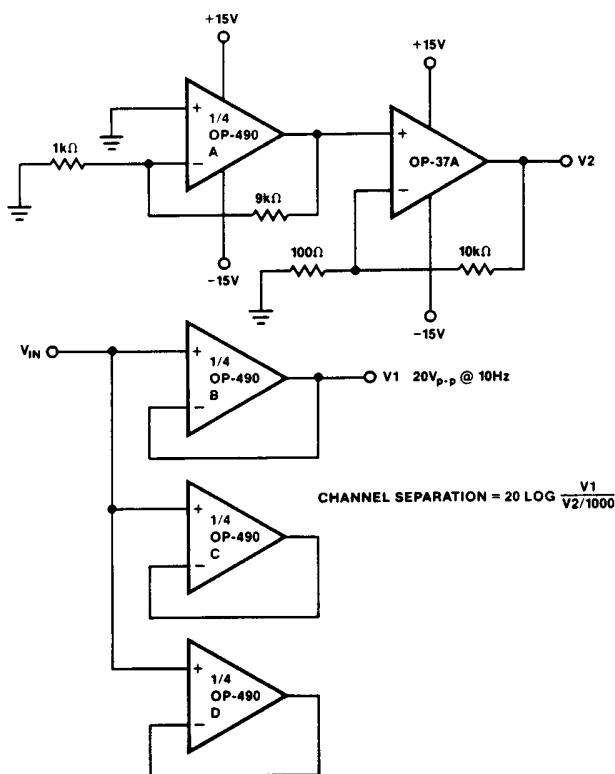 +15V
+
1/4
OP-490
A
−
1kΩ
9kΩ
−15V
+15V
+
OP-37A
−
V2
100Ω
10kΩ
−15V
VIN
+
1/4
OP-490
B
−
V1 20Vp-p @ 10Hz
CHANNEL SEPARATION = 20 LOG V1
V2/1000
+
1/4
OP-490
C
−
+
1/4
OP-490
D
−